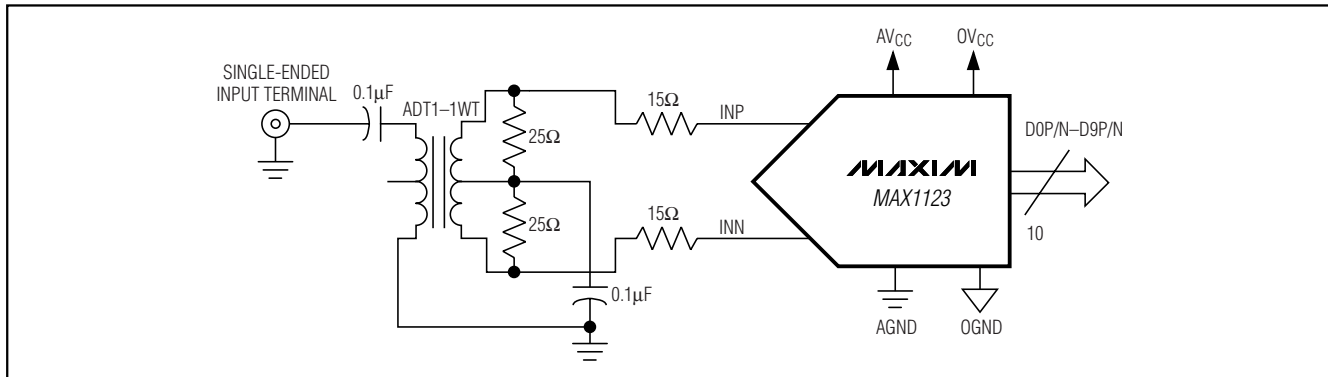 SINGLE-ENDED
INPUT TERMINAL
0.1μF
ADT1–1WT
25Ω
25Ω
0.1μF
15Ω
15Ω
INP
INN
AVCC
OVCC
MAXIM
MAX1123
AGND
OGND
D0P/N–D9P/N
10